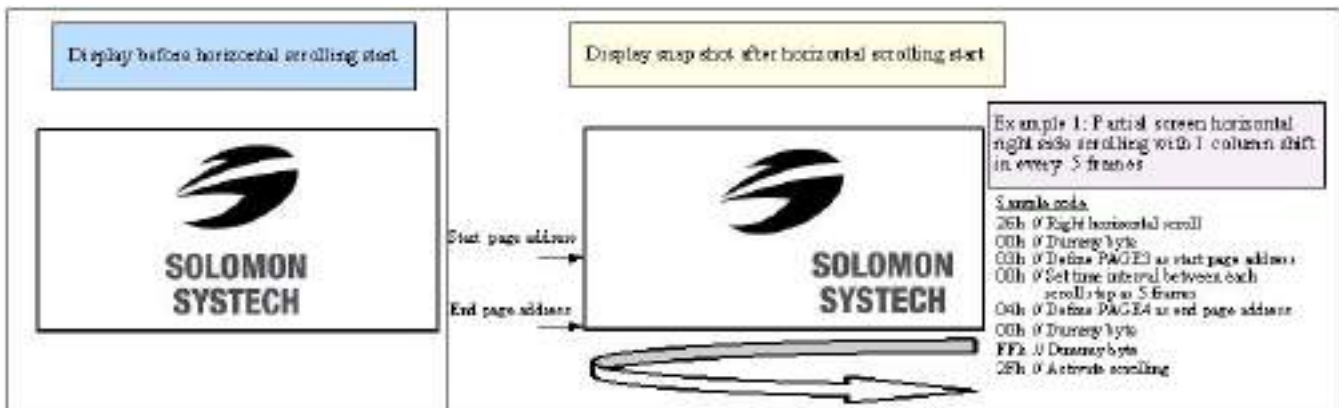 Display before horizontal scrolling start
Display snap shot after horizontal scrolling start
SOLOMON
SYSTECH
Start page address
End page address
SOLOMON
SYSTECH
Example 1: Partial screen horizontal
right side scrolling with 1 column shift
in every 5 frames
Sample code
26h // Right horizontal scroll
00h // Dummy byte
03h // Define PAGE3 as start page address
00h // Set time interval between each
scroll step as 5 frames
04h // Define PAGE4 as end page address
00h // Dummy byte
FFh // Dummy byte
2Fh // Activate scrolling